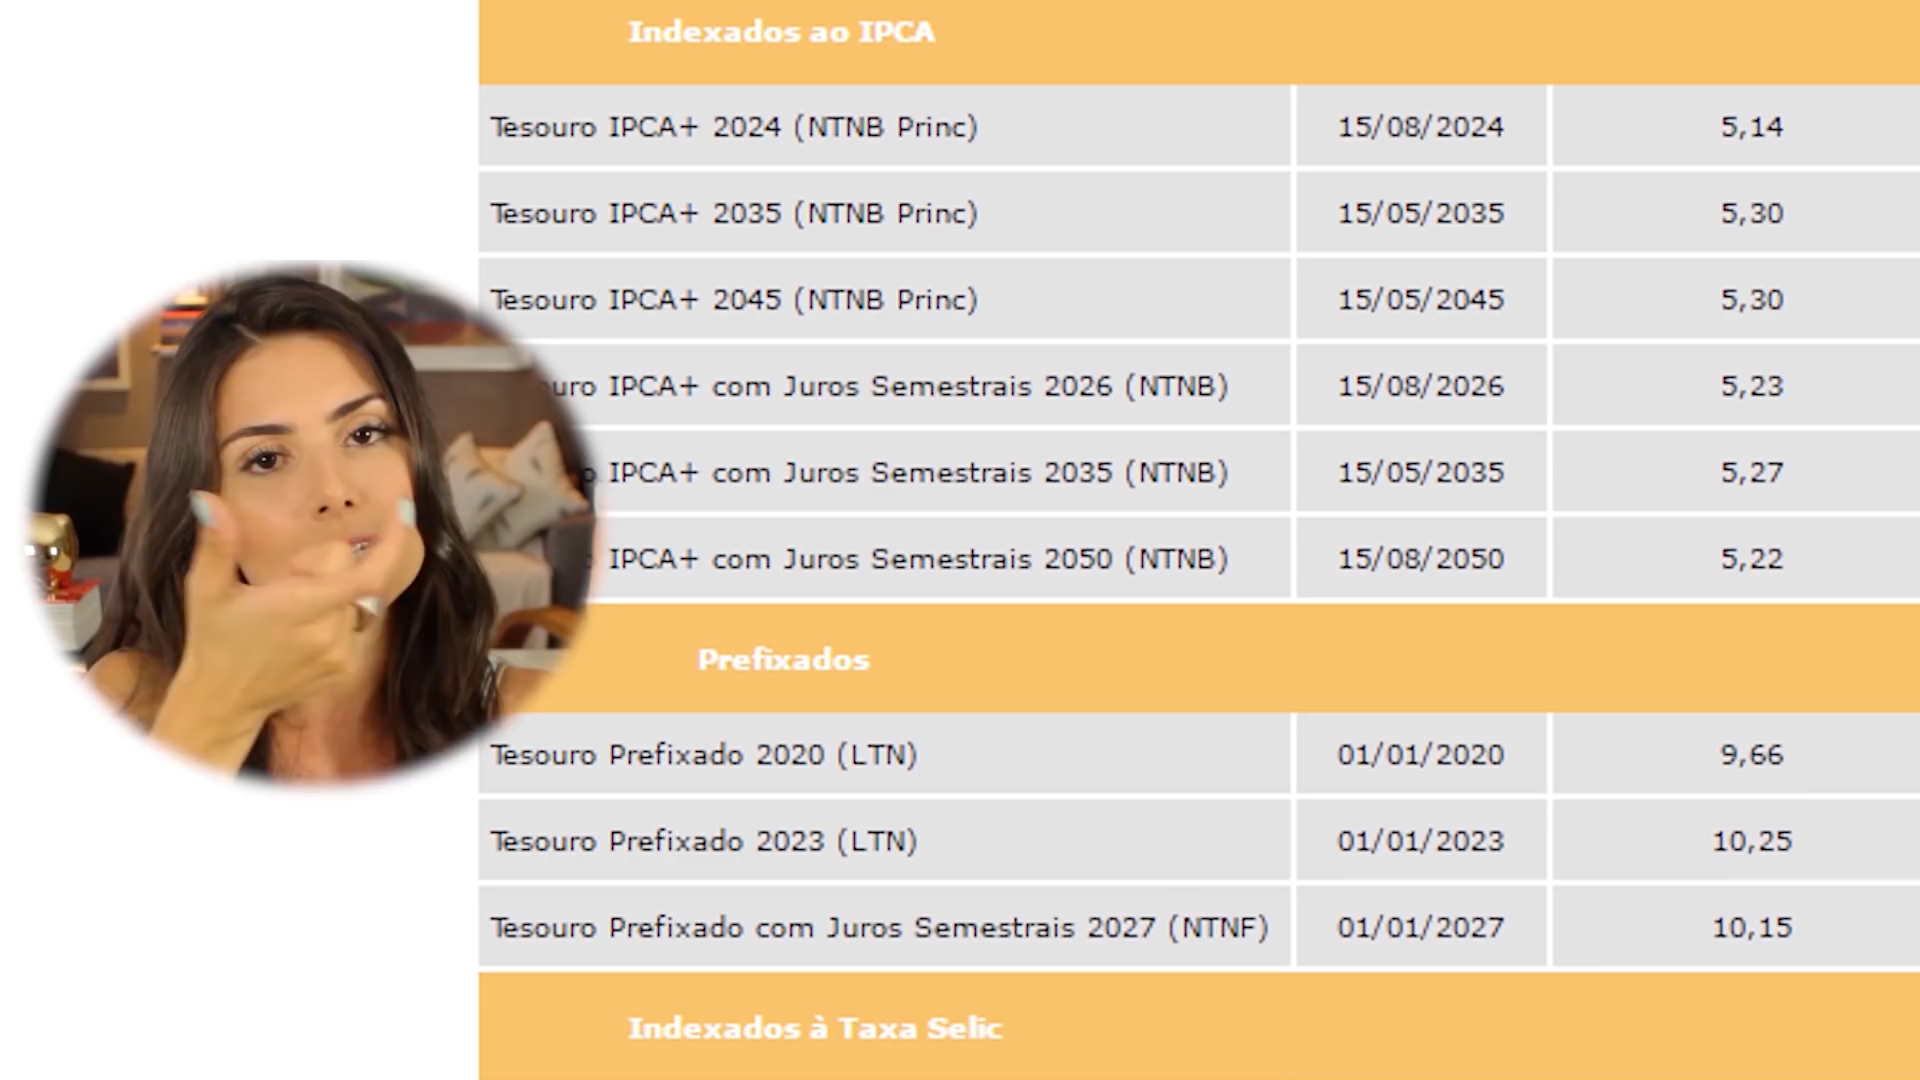 Indexados ao IPCA
Tesouro IPCA+ 2024 (NTNB Princ) 15/08/2024 5,14
Tesouro IPCA+ 2035 (NTNB Princ) 15/05/2035 5,30
Tesouro IPCA+ 2045 (NTNB Princ) 15/05/2045 5,30
IPCA+ com Juros Semestrais 2026 (NTNB) 15/08/2026 5,23
IPCA+ com Juros Semestrais 2035 (NTNB) 15/05/2035 5,27
IPCA+ com Juros Semestrais 2050 (NTNB) 15/08/2050 5,22
Prefixados
Tesouro Prefixado 2020 (LTN) 01/01/2020 9,66
Tesouro Prefixado 2023 (LTN) 01/01/2023 10,25
Tesouro Prefixado com Juros Semestrais 2027 (NTNF) 01/01/2027 10,15
Indexados à Taxa Selic